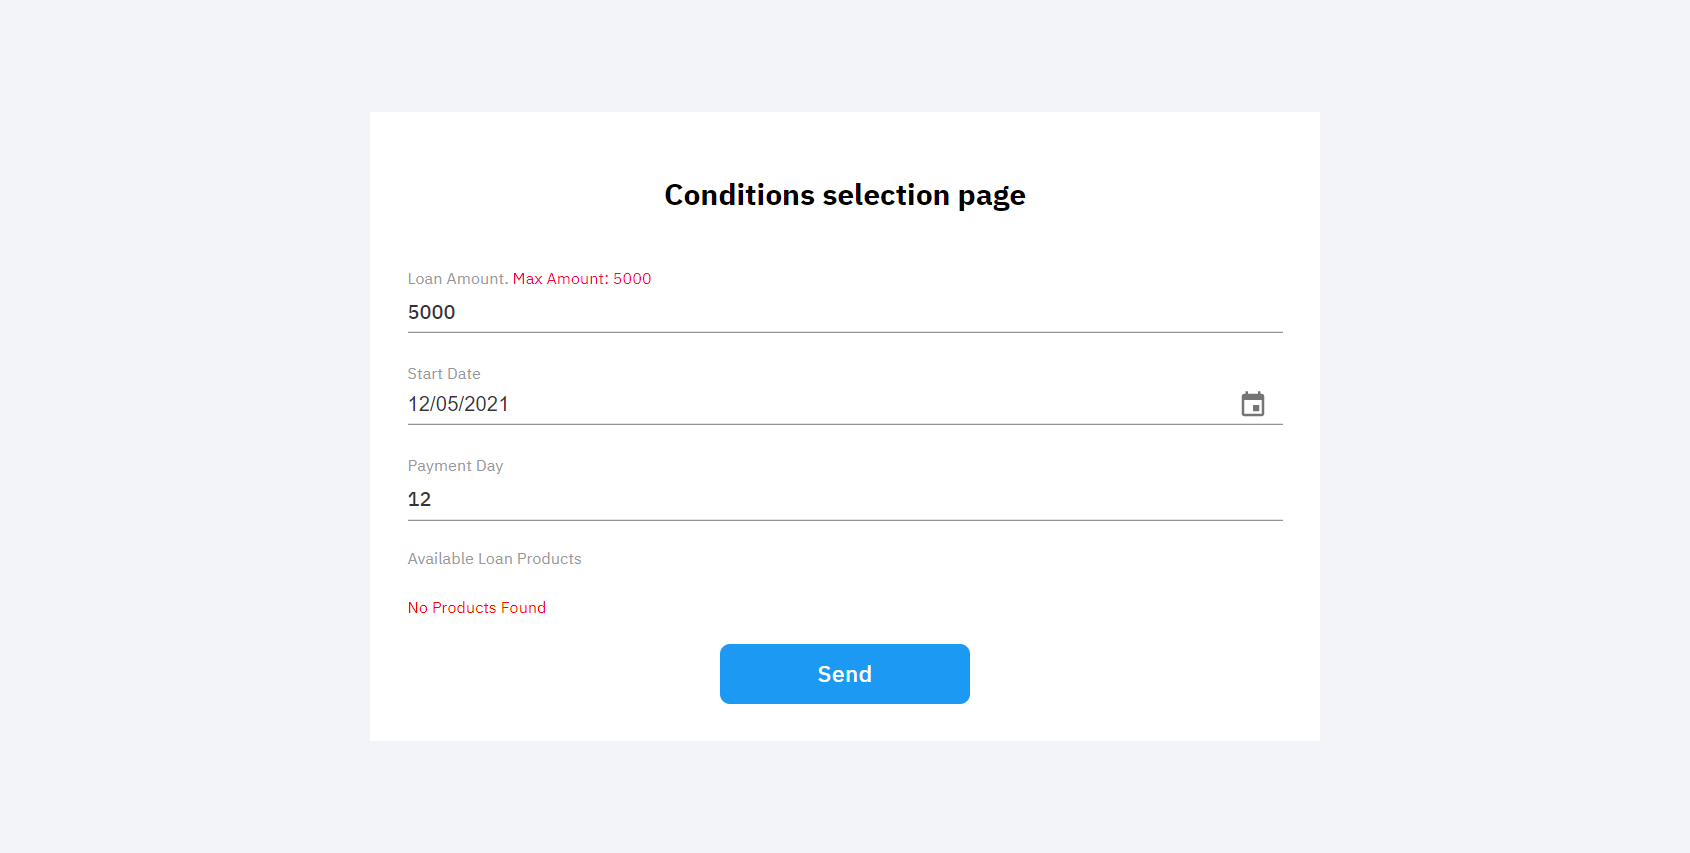 Conditions selection page
Loan Amount. Max Amount: 5000
5000
Start Date
12/05/2021
Payment Day
12
Available Loan Products
No Products Found
Send